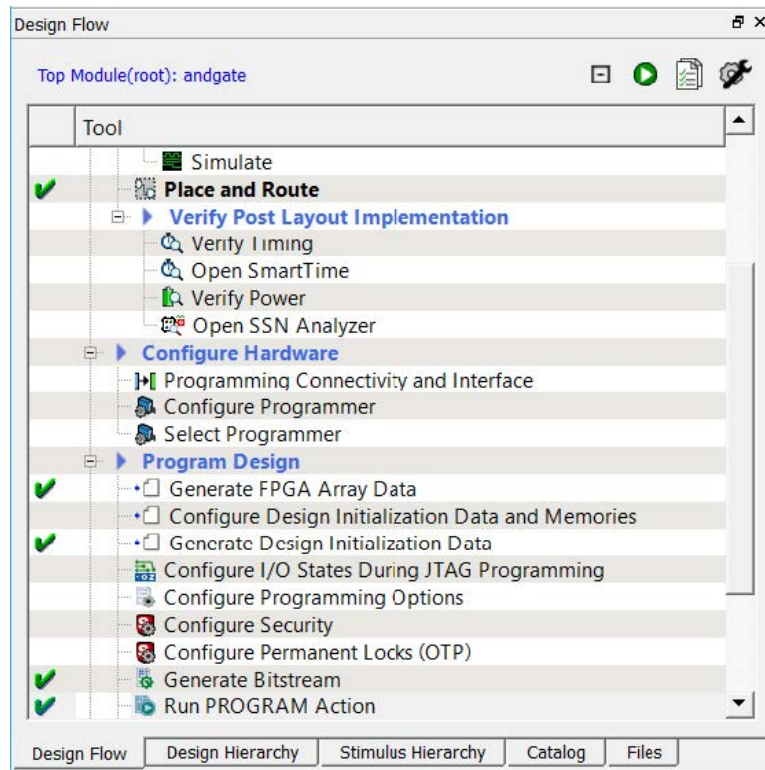 Design Flow
Top Module(root): andgate
Tool
Simulate
Place and Route
Verify Post Layout Implementation
Verify Timing
Open SmartTime
Verify Power
Open SSN Analyzer
Configure Hardware
Programming Connectivity and Interface
Configure Programmer
Select Programmer
Program Design
Generate FPGA Array Data
Configure Design Initialization Data and Memories
Generate Design Initialization Data
Configure I/O States During JTAG Programming
Configure Programming Options
Configure Security
Configure Permanent Locks (OTP)
Generate Bitstream
Run PROGRAM Action
Design Flow Design Hierarchy Stimulus Hierarchy Catalog Files